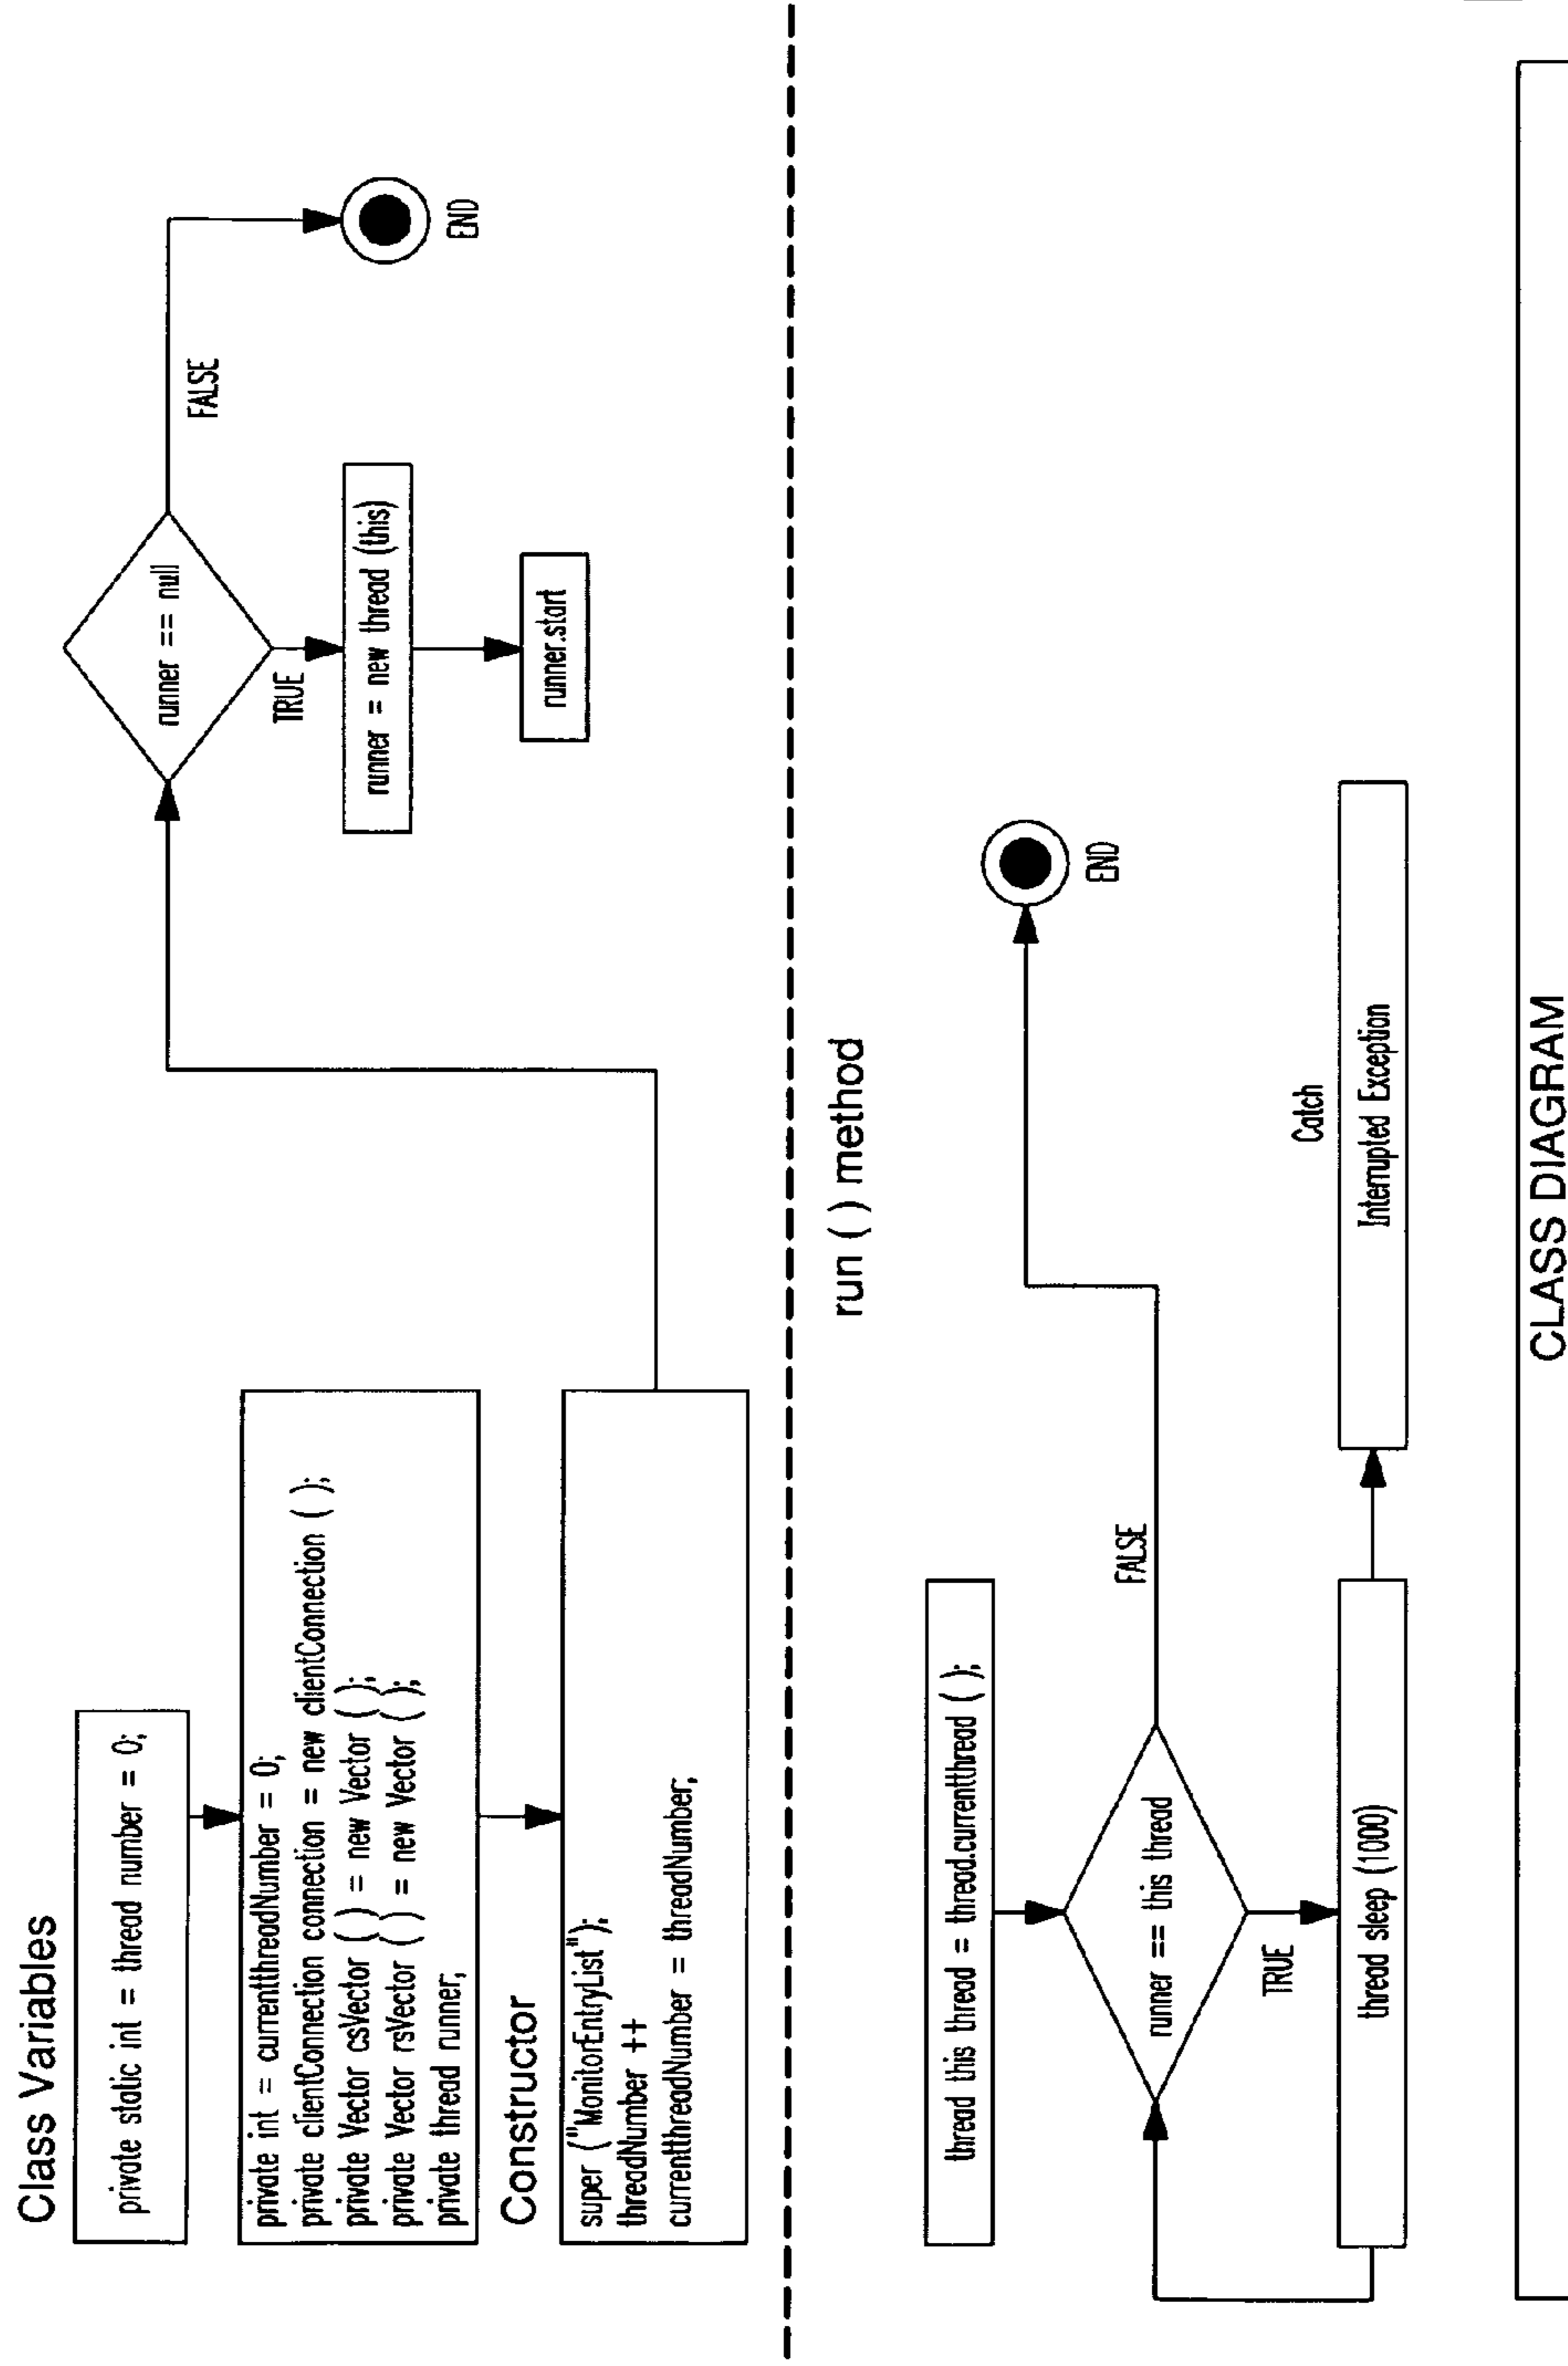 Class Variables
private static int = thread number = 0;
private int = currentthreadNumber = 0;
private clientConnection connection = new clientConnection ( );
private Vector csVector ( ) = new Vector ( );
private Vector rsVector ( ) = new Vector ( );
private thread runner;
Constructor
super ("MonitorEntryList");
threadNumber ++
currentthreadNumber = threadNumber;
runner == null
FALSE
TRUE
runner = new thread (this)
runner.start
END
run ( ) method
thread this thread = thread.currentthread ( );
runner == this thread
FALSE
TRUE
END
thread sleep (1000)
Catch
Interrupted Exception
CLASS DIAGRAM